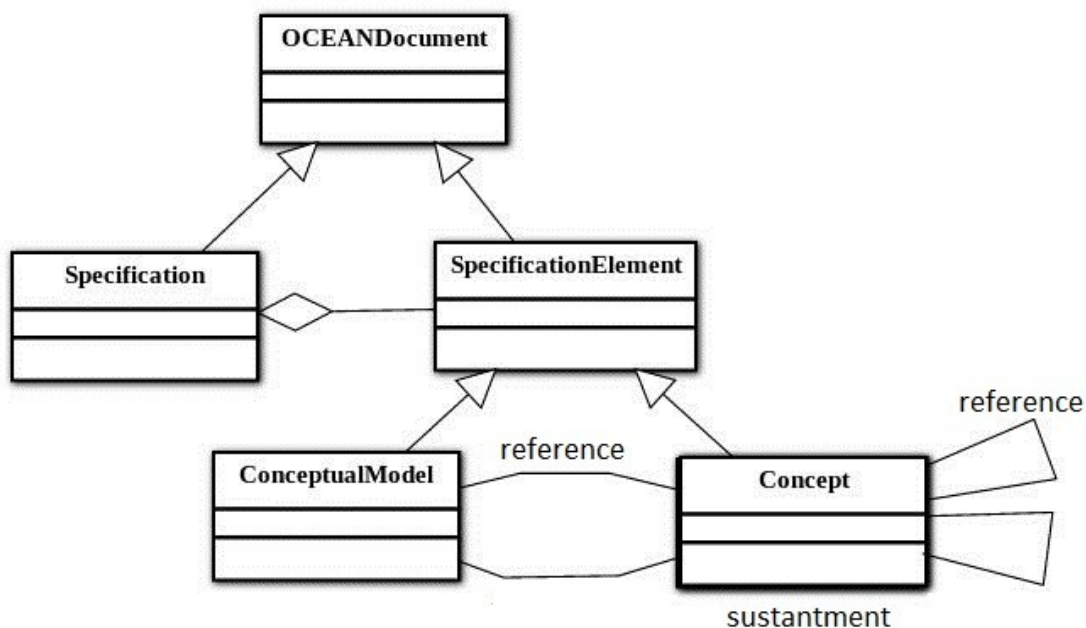 OCEANDocument
Specification
SpecificationElement
reference
reference
ConceptualModel
Concept
sustantment